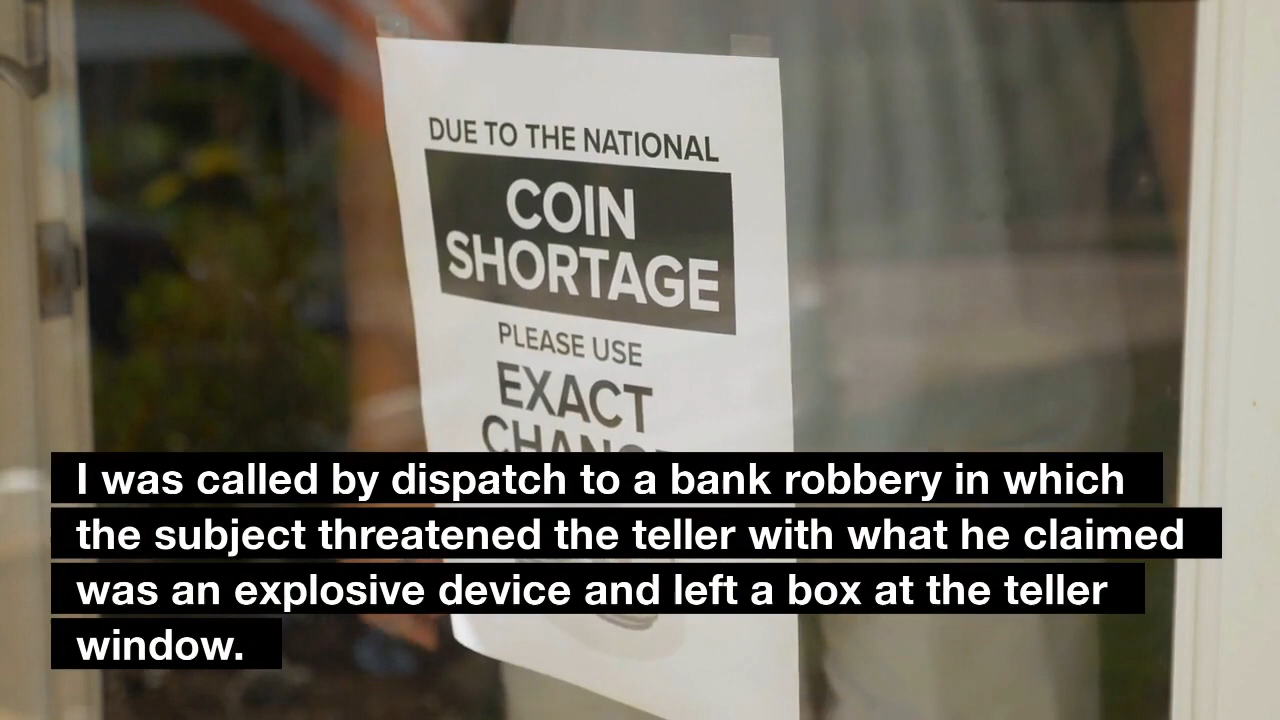 DUE TO THE NATIONAL
COIN
SHORTAGE
PLEASE USE
EXACT
I was called by dispatch to a bank robbery in which
the subject threatened the teller with what he claimed
was an explosive device and left a box at the teller
window.